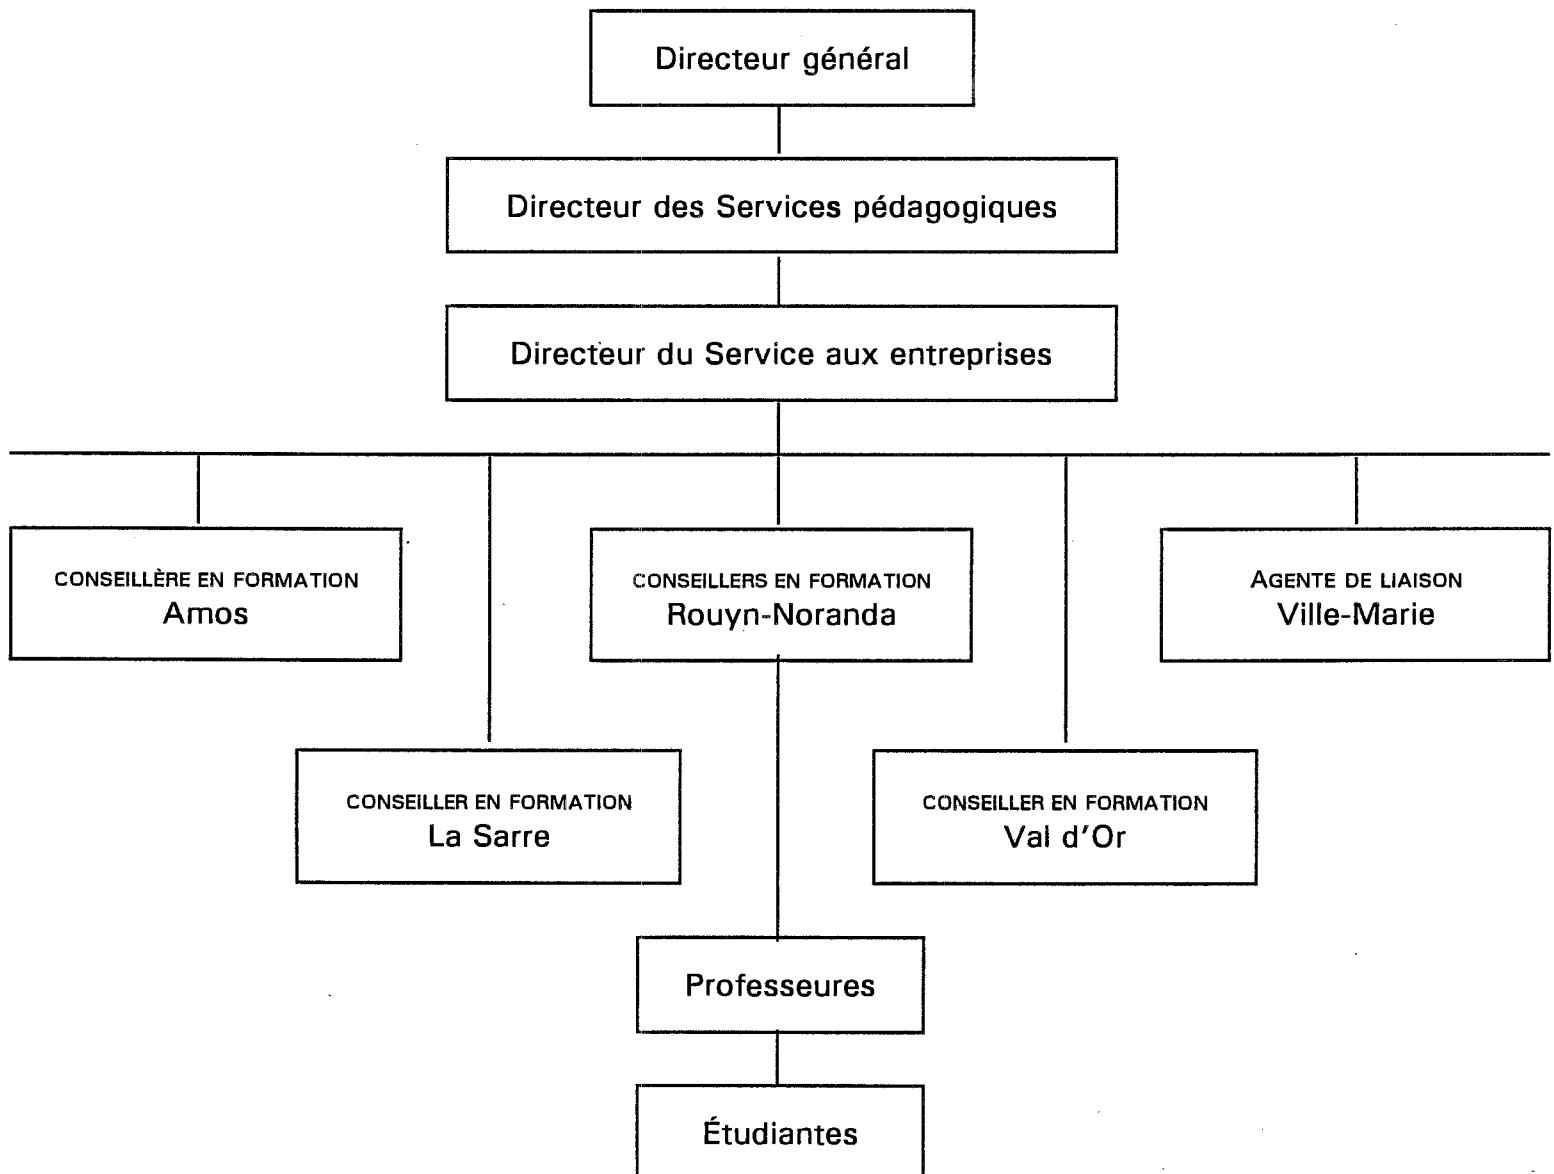 Directeur général
Directeur des Services pédagogiques
Directeur du Service aux entreprises
CONSEILLÈRE EN FORMATION
Amos
CONSEILLERS EN FORMATION
Rouyn-Noranda
AGENTE DE LIAISON
Ville-Marie
CONSEILLER EN FORMATION
La Sarre
CONSEILLER EN FORMATION
Val d'Or
Professeures
Étudiantes